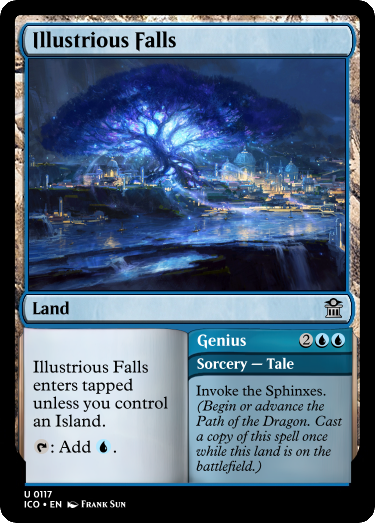 Illustrious Falls
Land
Illustrious Falls
enters tapped
unless you control
an Island.
: Add .
Genius 2
Sorcery — Tale
Invoke the Sphinxes.
(Begin or advance the
Path of the Dragon. Cast
a copy of this spell once
while this land is on the
battlefield.)
U 0117
ICO • EN Frank Sun